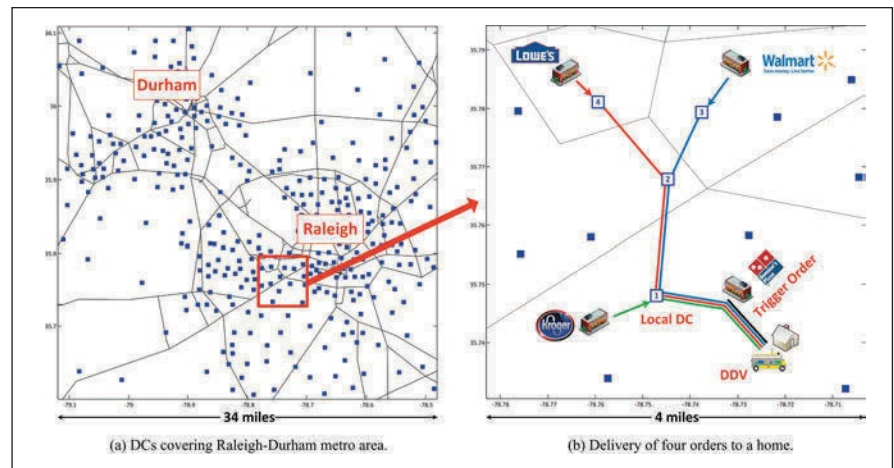 36.1
36
35.9
35.8
35.7
Durham
Raleigh
-79.1
-79
-78.9
-78.8
-78.7
-78.6
-78.5
34 miles
(a) DCs covering Raleigh-Durham metro area.
35.79
35.78
35.77
35.76
35.75
35.74
LOWE'S
Walmart
Save money. Live better.
4
3
2
1
Kroger
Local DC
Trigger Order
DDV
-78.78
-78.77
-78.76
-78.75
-78.74
-78.73
-78.72
-78.71
4 miles
(b) Delivery of four orders to a home.